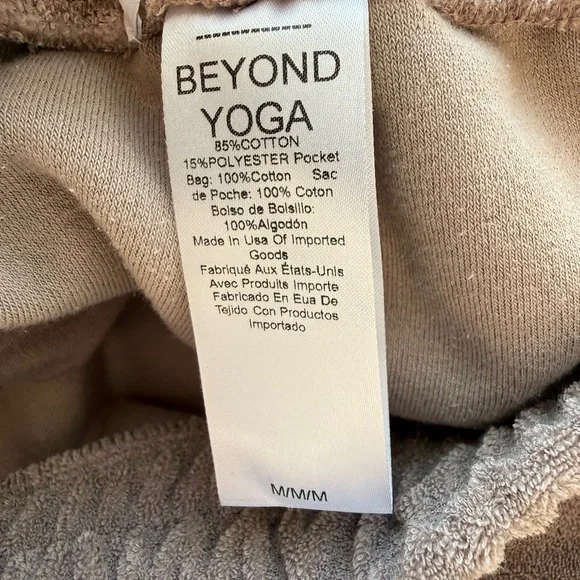 BEYOND
YOGA
85%COTTON
15%POLYESTER Pocket
Bag: 100%Cotton Sac
de Poche: 100% Coton
Bolso de Bolsillo:
100%Algodón
Made In Usa Of Imported
Goods
Fabriqué Aux États-Unis
Avec Produits Importe
Fabricado En Eua De
Tejido Con Productos
Importado
M/M/M